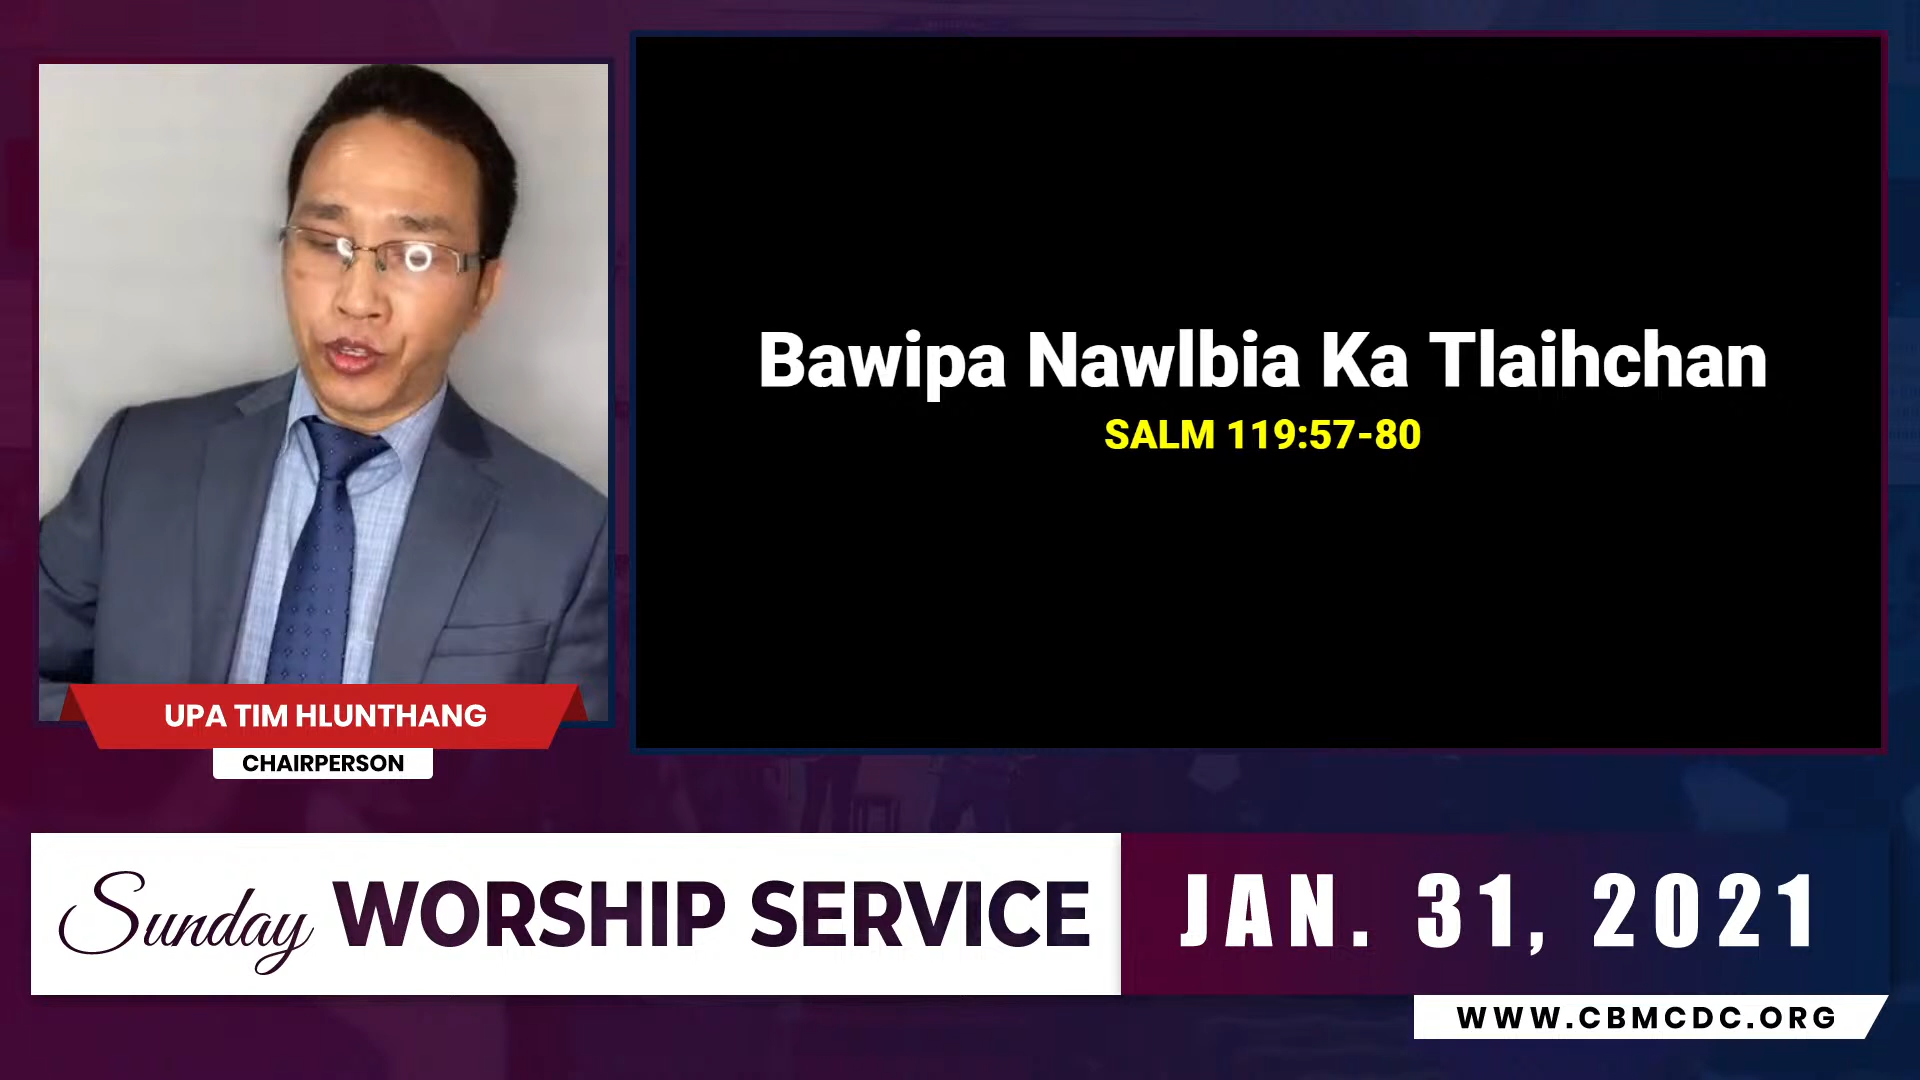 Bawipa Nawlbia Ka Tlaihchan
SALM 119:57-80
UPA TIM HLUNTHANG
CHAIRPERSON
Sunday WORSHIP SERVICE
JAN. 31, 2021
WWW.CBMCDC.ORG